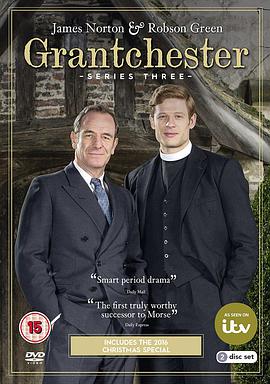 James Norton & Robson Green
Grantchester
-SERIES THREE-
"Smart period drama"
Daily Mail
"The first truly worthy
successor to Morse"
Daily Express
15
DVD
VIDEO
INCLUDES THE 2016
CHRISTMAS SPECIAL
AS SEEN ON
itv
2 disc set